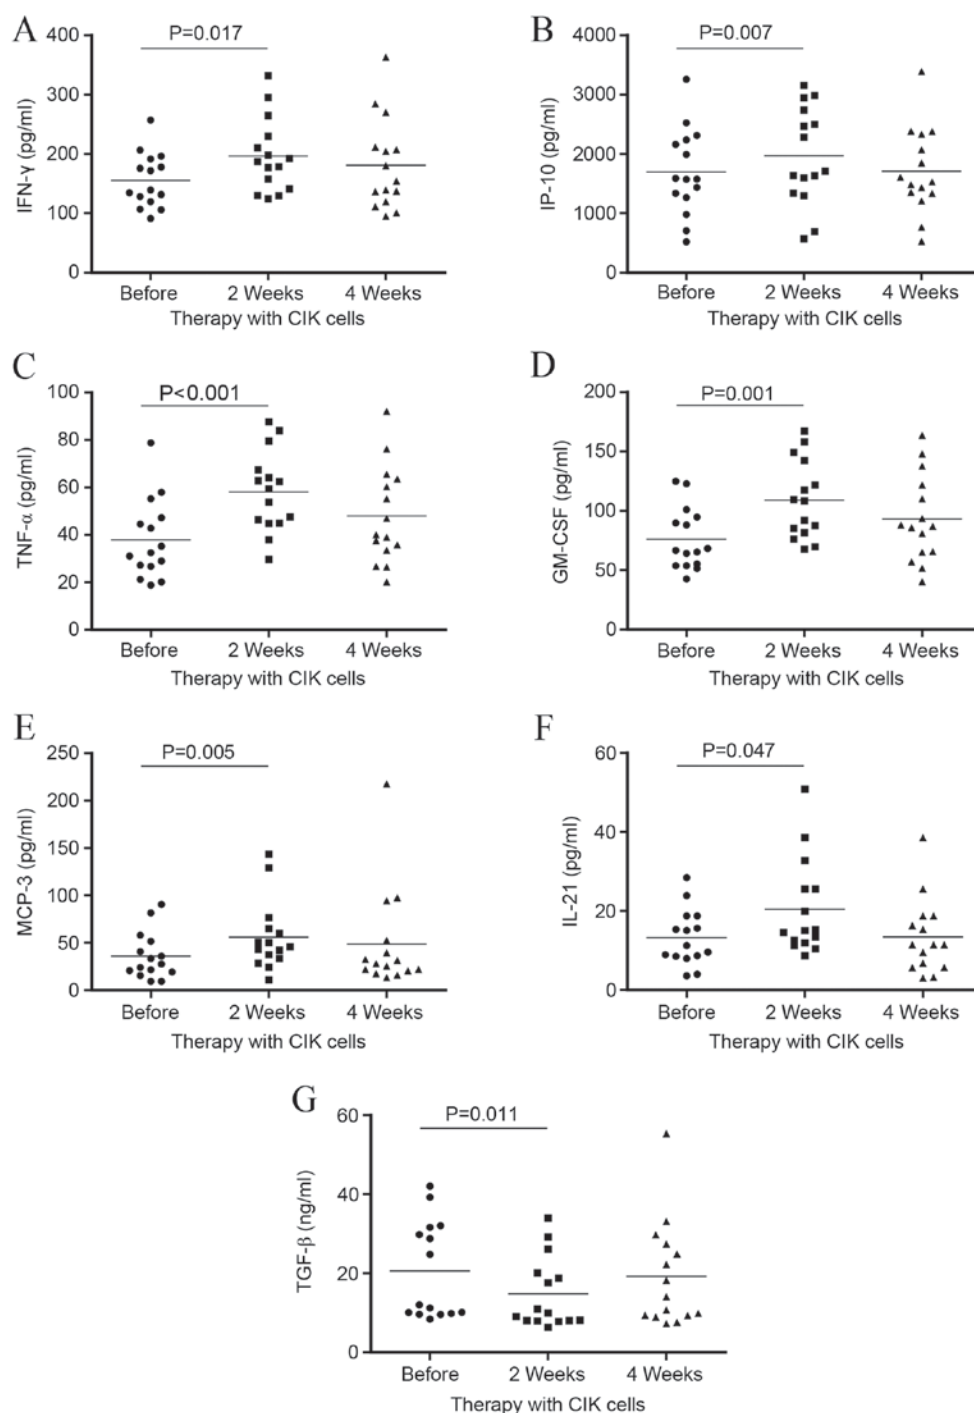 A
P=0.017
400
300
200
100
0
IFN-γ (pg/ml)
Before 2 Weeks 4 Weeks
Therapy with CIK cells
B
P=0.007
4000
3000
2000
1000
0
IP-10 (pg/ml)
Before 2 Weeks 4 Weeks
Therapy with CIK cells
C
P<0.001
100
80
60
40
20
0
TNF-α (pg/ml)
Before 2 Weeks 4 Weeks
Therapy with CIK cells
D
P=0.001
200
150
100
50
0
GM-CSF (pg/ml)
Before 2 Weeks 4 Weeks
Therapy with CIK cells
E
P=0.005
250
200
150
100
50
0
MCP-3 (pg/ml)
Before 2 Weeks 4 Weeks
Therapy with CIK cells
F
P=0.047
60
40
20
0
IL-21 (pg/ml)
Before 2 Weeks 4 Weeks
Therapy with CIK cells
G
P=0.011
60
40
20
0
TGF-β (ng/ml)
Before 2 Weeks 4 Weeks
Therapy with CIK cells